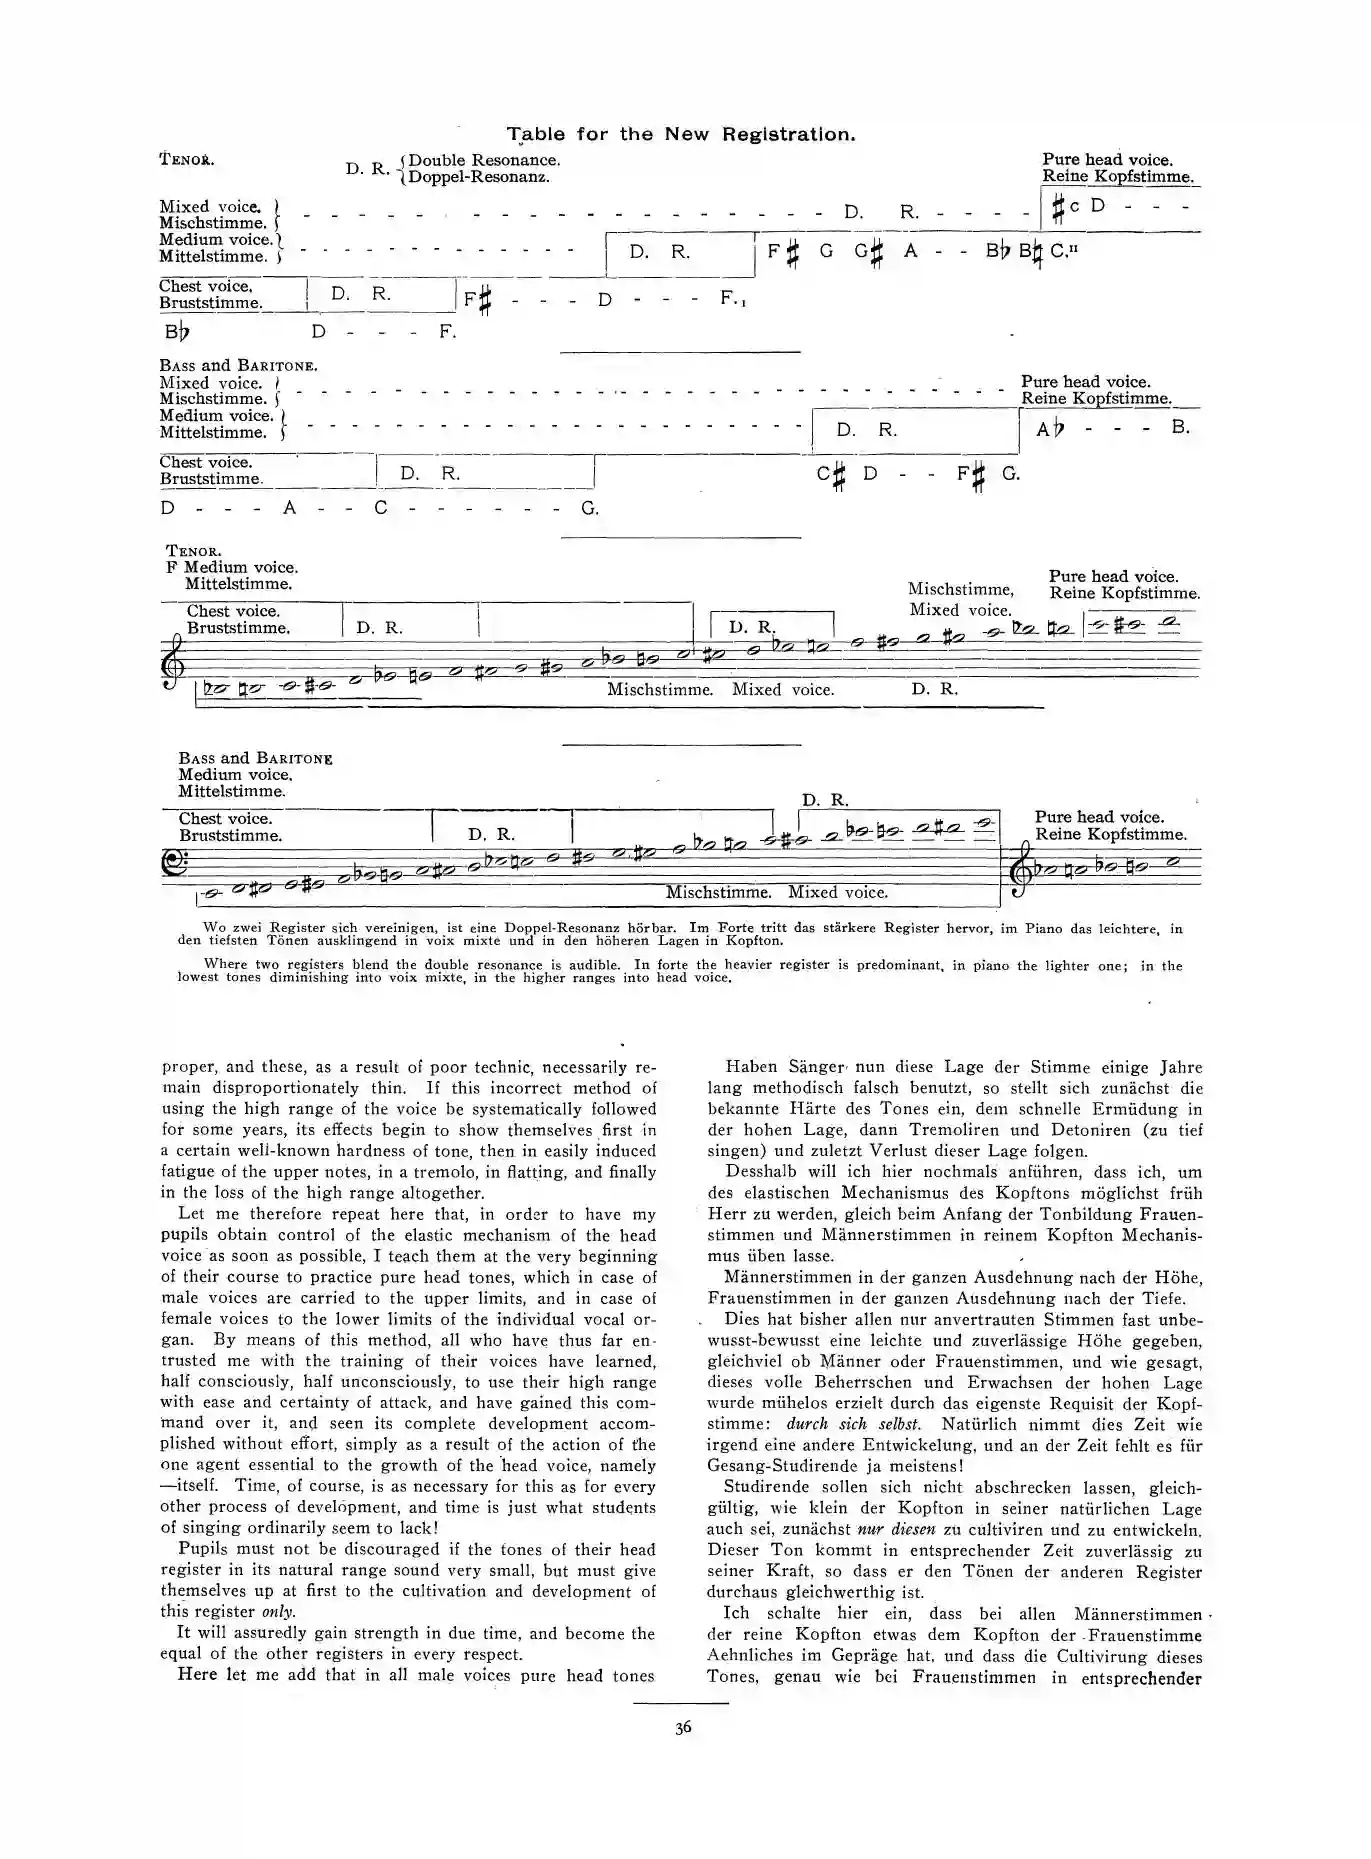 Table for the New Registration.
TENOR.
D. R. {Double Resonance.
{Doppel-Resonanz.
Pure head voice.
Reine Kopfstimme.
Mixed voice. }
Mischstimme. }
- - - - - - - - - - - - - - - - - - - D. R. - - - -
♯C D - - -
Medium voice. }
Mittelstimme. }
- - - - - - - - - - - - -
D. R.
F♯ G G♯ A - - B♭ B♮ C."
Chest voice.
Bruststimme.
D. R.
F♯ - - - D - - - F.,
B♭ D - - - F.
BASS and BARITONE.
Mixed voice. }
Mischstimme. }
Pure head voice.
Reine Kopfstimme.
Medium voice. }
Mittelstimme. }
D. R.
A♭ - - - B.
Chest voice.
Bruststimme.
D. R.
C♯ D - - F♯ G.
D - - - A - - C - - - - - - G.
TENOR.
F Medium voice.
Mittelstimme.
Mischstimme,
Mixed voice.
Pure head voice.
Reine Kopfstimme.
Chest voice.
Bruststimme.
D. R.
D. R.
Mischstimme. Mixed voice. D. R.
BASS and BARITONE
Medium voice.
Mittelstimme.
D. R.
Chest voice.
Bruststimme.
D. R.
Pure head voice.
Reine Kopfstimme.
Mischstimme. Mixed voice.
Wo zwei Register sich vereinigen, ist eine Doppel-Resonanz hörbar. Im Forte tritt das stärkere Register hervor, im Piano das leichtere, in
den tiefsten Tönen ausklingend in voix mixte und in den höheren Lagen in Kopfton.
Where two registers blend the double resonance is audible. In forte the heavier register is predominant, in piano the lighter one; in the
lowest tones diminishing into voix mixte, in the higher ranges into head voice.
proper, and these, as a result of poor technic, necessarily re-
main disproportionately thin. If this incorrect method of
using the high range of the voice be systematically followed
for some years, its effects begin to show themselves first in
a certain well-known hardness of tone, then in easily induced
fatigue of the upper notes, in a tremolo, in flatting, and finally
in the loss of the high range altogether.
Let me therefore repeat here that, in order to have my
pupils obtain control of the elastic mechanism of the head
voice as soon as possible, I teach them at the very beginning
of their course to practice pure head tones, which in case of
male voices are carried to the upper limits, and in case of
female voices to the lower limits of the individual vocal or-
gan. By means of this method, all who have thus far en-
trusted me with the training of their voices have learned,
half consciously, half unconsciously, to use their high range
with ease and certainty of attack, and have gained this com-
mand over it, and seen its complete development accom-
plished without effort, simply as a result of the action of the
one agent essential to the growth of the head voice, namely
—itself. Time, of course, is as necessary for this as for every
other process of development, and time is just what students
of singing ordinarily seem to lack!
Pupils must not be discouraged if the tones of their head
register in its natural range sound very small, but must give
themselves up at first to the cultivation and development of
this register only.
It will assuredly gain strength in due time, and become the
equal of the other registers in every respect.
Here let me add that in all male voices pure head tones
Haben Sänger nun diese Lage der Stimme einige Jahre
lang methodisch falsch benutzt, so stellt sich zunächst die
bekannte Härte des Tones ein, dem schnelle Ermüdung in
der hohen Lage, dann Tremoliren und Detoniren (zu tief
singen) und zuletzt Verlust dieser Lage folgen.
Desshalb will ich hier nochmals anführen, dass ich, um
des elastischen Mechanismus des Kopftons möglichst früh
Herr zu werden, gleich beim Anfang der Tonbildung Frauen-
stimmen und Männerstimmen in reinem Kopfton Mechanis-
mus üben lasse.
Männerstimmen in der ganzen Ausdehnung nach der Höhe,
Frauenstimmen in der ganzen Ausdehnung nach der Tiefe.
Dies hat bisher allen nur anvertrauten Stimmen fast unbe-
wusst-bewusst eine leichte und zuverlässige Höhe gegeben,
gleichviel ob Männer oder Frauenstimmen, und wie gesagt,
dieses volle Beherrschen und Erwachsen der hohen Lage
wurde mühelos erzielt durch das eigenste Requisit der Kopf-
stimme: durch sich selbst. Natürlich nimmt dies Zeit wie
irgend eine andere Entwickelung, und an der Zeit fehlt es für
Gesang-Studirende ja meistens!
Studirende sollen sich nicht abschrecken lassen, gleich-
gültig, wie klein der Kopfton in seiner natürlichen Lage
auch sei, zunächst nur diesen zu cultiviren und zu entwickeln.
Dieser Ton kommt in entsprechender Zeit zuverlässig zu
seiner Kraft, so dass er den Tönen der anderen Register
durchaus gleichwerthig ist.
Ich schalte hier ein, dass bei allen Männerstimmen
der reine Kopfton etwas dem Kopfton der Frauenstimme
Aehnliches im Gepräge hat, und dass die Cultivirung dieses
Tones, genau wie bei Frauenstimmen in entsprechender
36